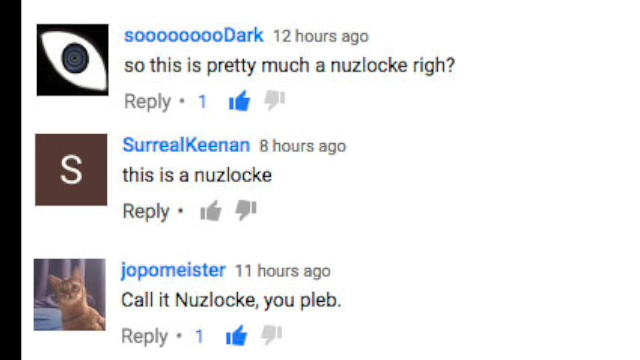 sooooooooDark 12 hours ago
so this is pretty much a nuzlocke righ?
Reply • 1
S
SurrealKeenan 8 hours ago
this is a nuzlocke
Reply •
jopomeister 11 hours ago
Call it Nuzlocke, you pleb.
Reply • 1